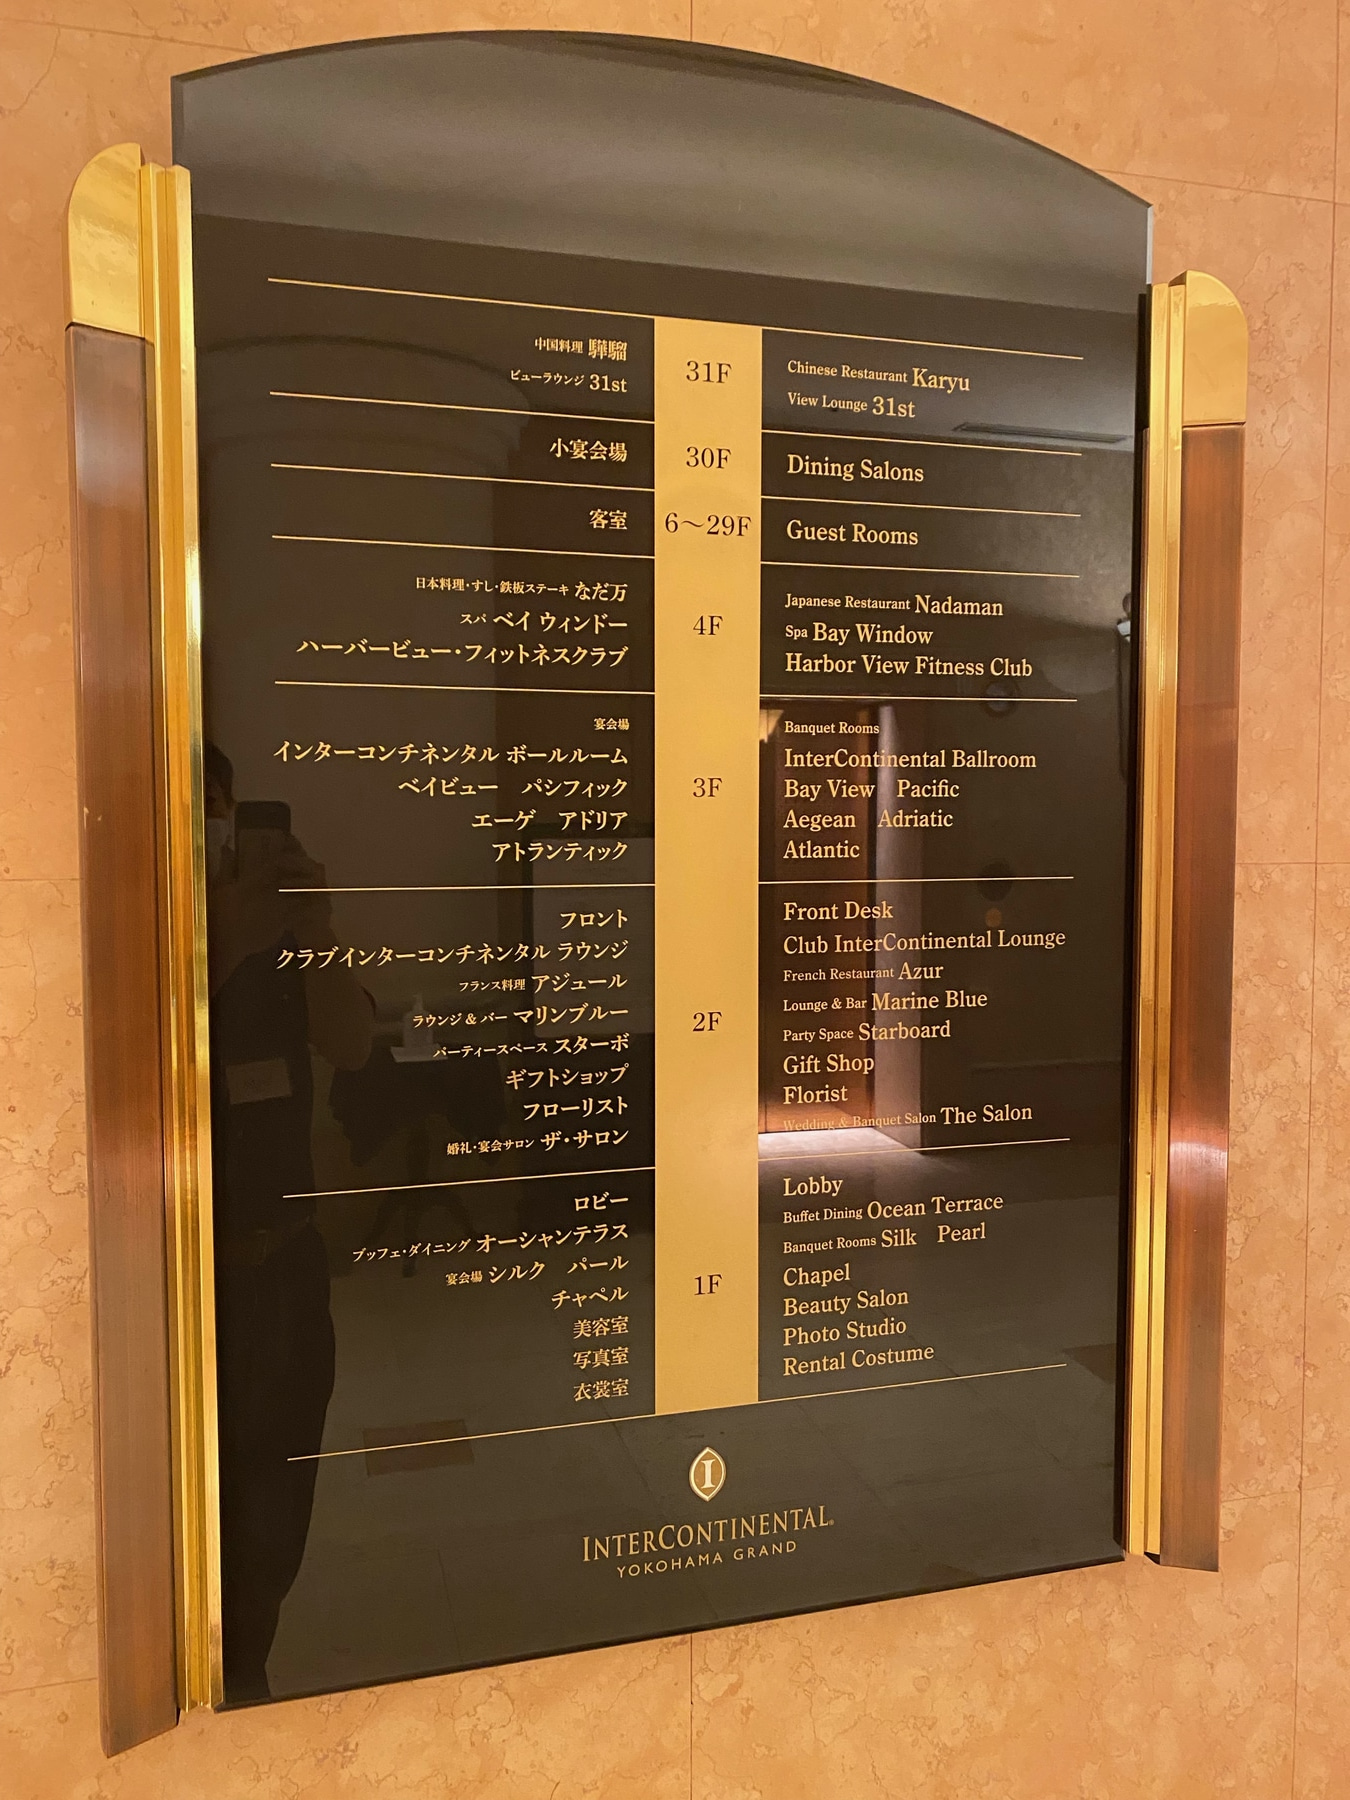 中国料理 驊騮
ビューラウンジ 31st
31F
Chinese Restaurant Karyu
View Lounge 31st
小宴会場
30F
Dining Salons
客室
6～29F
Guest Rooms
日本料理・すし・鉄板ステーキ なだ万
スパ ベイ ウィンドー
ハーバービュー・フィットネスクラブ
4F
Japanese Restaurant Nadaman
Spa Bay Window
Harbor View Fitness Club
宴会場
インターコンチネンタル ボールルーム
ベイビュー　パシフィック
エーゲ　アドリア
アトランティック
3F
Banquet Rooms
InterContinental Ballroom
Bay View　Pacific
Aegean　Adriatic
Atlantic
フロント
クラブインターコンチネンタル ラウンジ
フランス料理 アジュール
ラウンジ & バー マリンブルー
パーティースペース スターボ
ギフトショップ
フローリスト
婚礼・宴会サロン ザ・サロン
2F
Front Desk
Club InterContinental Lounge
French Restaurant Azur
Lounge & Bar Marine Blue
Party Space Starboard
Gift Shop
Florist
Wedding & Banquet Salon The Salon
ロビー
ブッフェ・ダイニング オーシャンテラス
宴会場 シルク　パール
チャペル
美容室
写真室
衣裳室
1F
Lobby
Buffet Dining Ocean Terrace
Banquet Rooms Silk　Pearl
Chapel
Beauty Salon
Photo Studio
Rental Costume
I
INTERCONTINENTAL®
YOKOHAMA GRAND